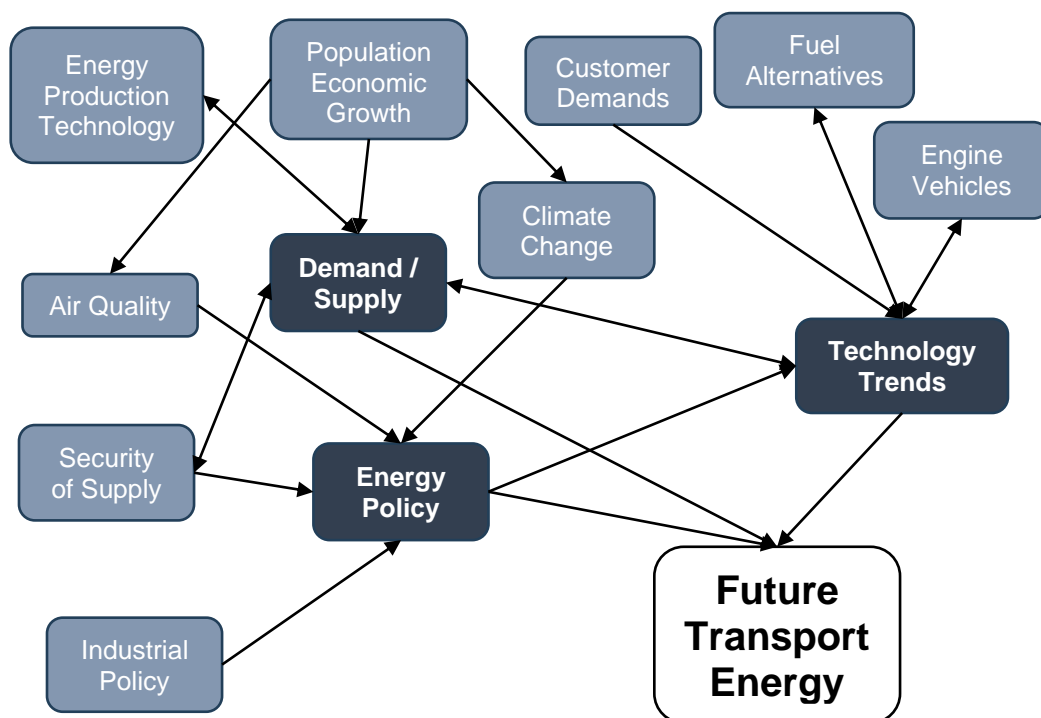 Energy
Production
Technology
Population
Economic
Growth
Customer
Demands
Fuel
Alternatives
Engine
Vehicles
Climate
Change
Demand /
Supply
Air Quality
Technology
Trends
Security
of Supply
Energy
Policy
Future
Transport
Energy
Industrial
Policy